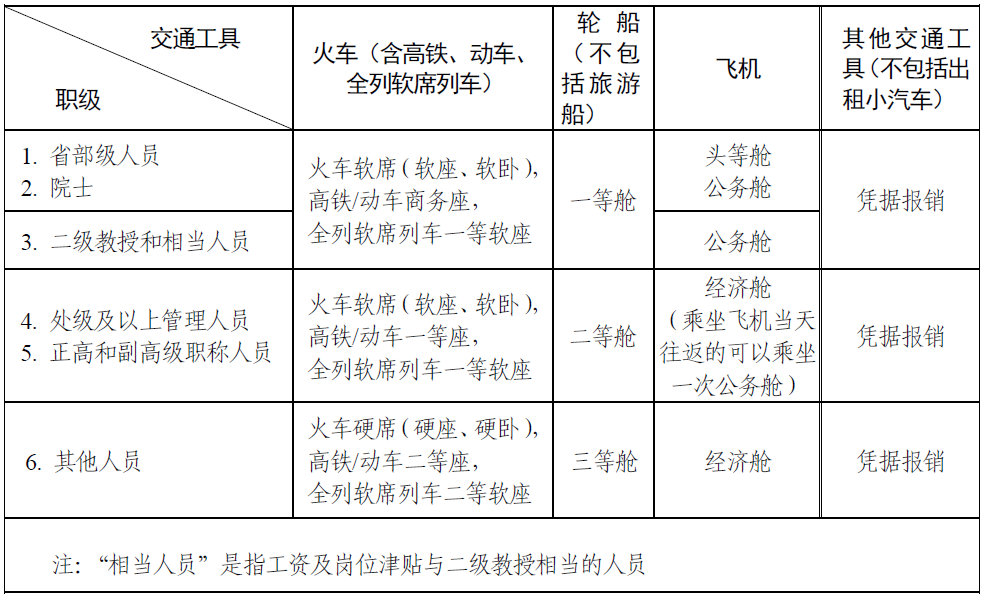 交通工具
职级
火车（含高铁、动车、
全列软席列车）
轮船
（不包
括旅游
船）
飞机
其他交通工
具（不包括出
租小汽车）
1. 省部级人员
2. 院士
火车软席（软座、软卧），
高铁/动车商务座，
全列软席列车一等软座
一等舱
头等舱
公务舱
凭据报销
3. 二级教授和相当人员
公务舱
4. 处级及以上管理人员
5. 正高和副高级职称人员
火车软席（软座、软卧），
高铁/动车一等座，
全列软席列车一等软座
二等舱
经济舱
（乘坐飞机当天
往返的可以乘坐
一次公务舱）
凭据报销
6. 其他人员
火车硬席（硬座、硬卧），
高铁/动车二等座，
全列软席列车二等软座
三等舱
经济舱
凭据报销
注：“相当人员”是指工资及岗位津贴与二级教授相当的人员